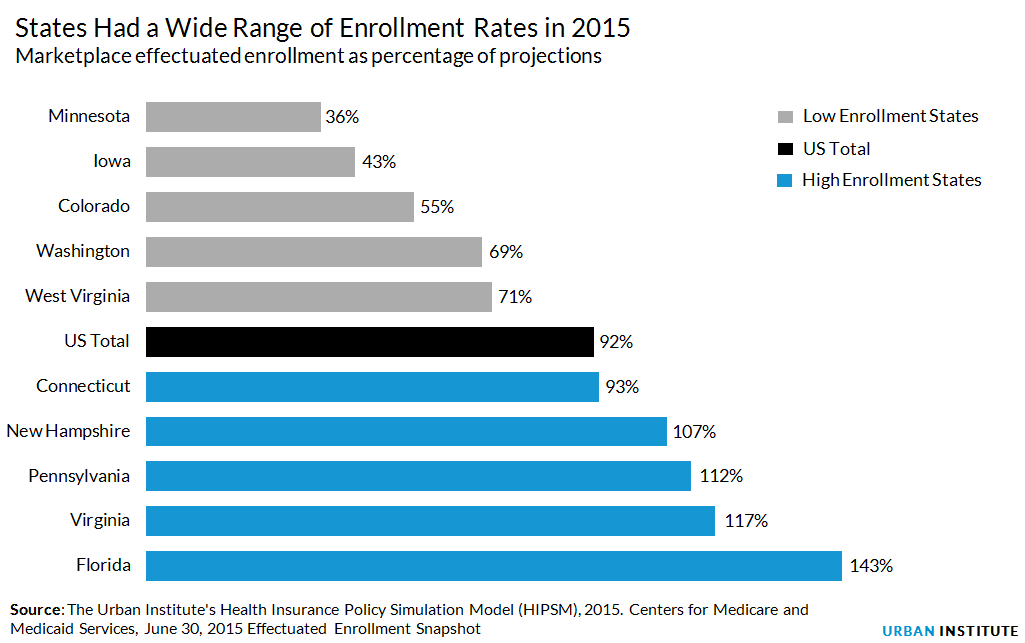 States Had a Wide Range of Enrollment Rates in 2015
Marketplace effectuated enrollment as percentage of projections
Minnesota 36%
Iowa 43%
Colorado 55%
Washington 69%
West Virginia 71%
US Total 92%
Connecticut 93%
New Hampshire 107%
Pennsylvania 112%
Virginia 117%
Florida 143%
Low Enrollment States
US Total
High Enrollment States
Source: The Urban Institute's Health Insurance Policy Simulation Model (HIPSM), 2015. Centers for Medicare and
Medicaid Services, June 30, 2015 Effectuated Enrollment Snapshot
URBAN INSTITUTE